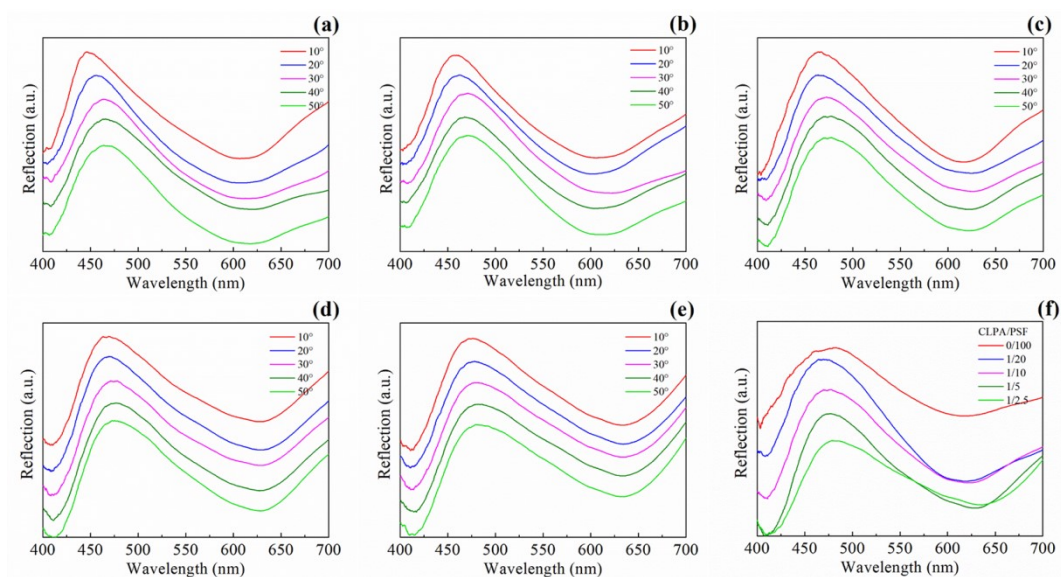 (a)
10°
20°
30°
40°
50°
Reflection (a.u.)
400 450 500 550 600 650 700
Wavelength (nm)
(b)
10°
20°
30°
40°
50°
Reflection (a.u.)
400 450 500 550 600 650 700
Wavelength (nm)
(c)
10°
20°
30°
40°
50°
Reflection (a.u.)
400 450 500 550 600 650 700
Wavelength (nm)
(d)
10°
20°
30°
40°
50°
Reflection (a.u.)
400 450 500 550 600 650 700
Wavelength (nm)
(e)
10°
20°
30°
40°
50°
Reflection (a.u.)
400 450 500 550 600 650 700
Wavelength (nm)
(f)
CLPA/PSF
0/100
1/20
1/10
1/5
1/2.5
Reflection (a.u.)
400 450 500 550 600 650 700
Wavelength (nm)